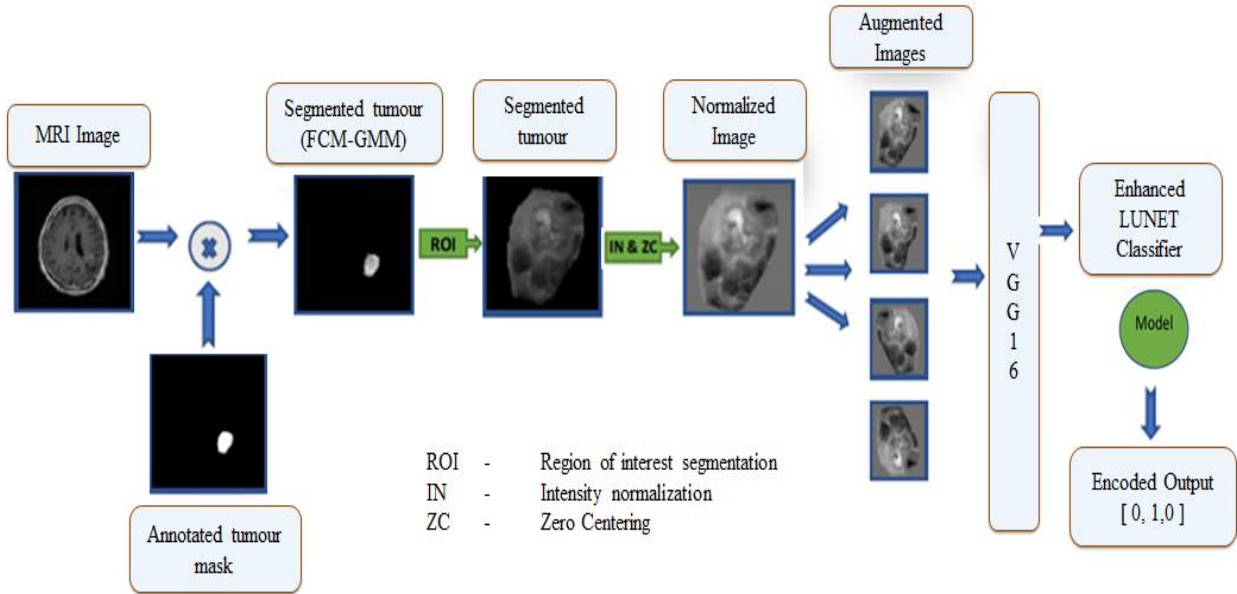 MRI Image
Annotated tumour
mask
Segmented tumour
(FCM-GMM)
ROI
Segmented
tumour
IN & ZC
Normalized
Image
Augmented
Images
V
G
G
1
6
Enhanced
LUNET
Classifier
Model
Encoded Output
[ 0, 1,0 ]
ROI - Region of interest segmentation
IN - Intensity normalization
ZC - Zero Centering